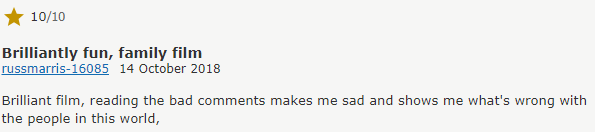 10/10
Brilliantly fun, family film
russmarris-16085 14 October 2018
Brilliant film, reading the bad comments makes me sad and shows me what's wrong with
the people in this world,